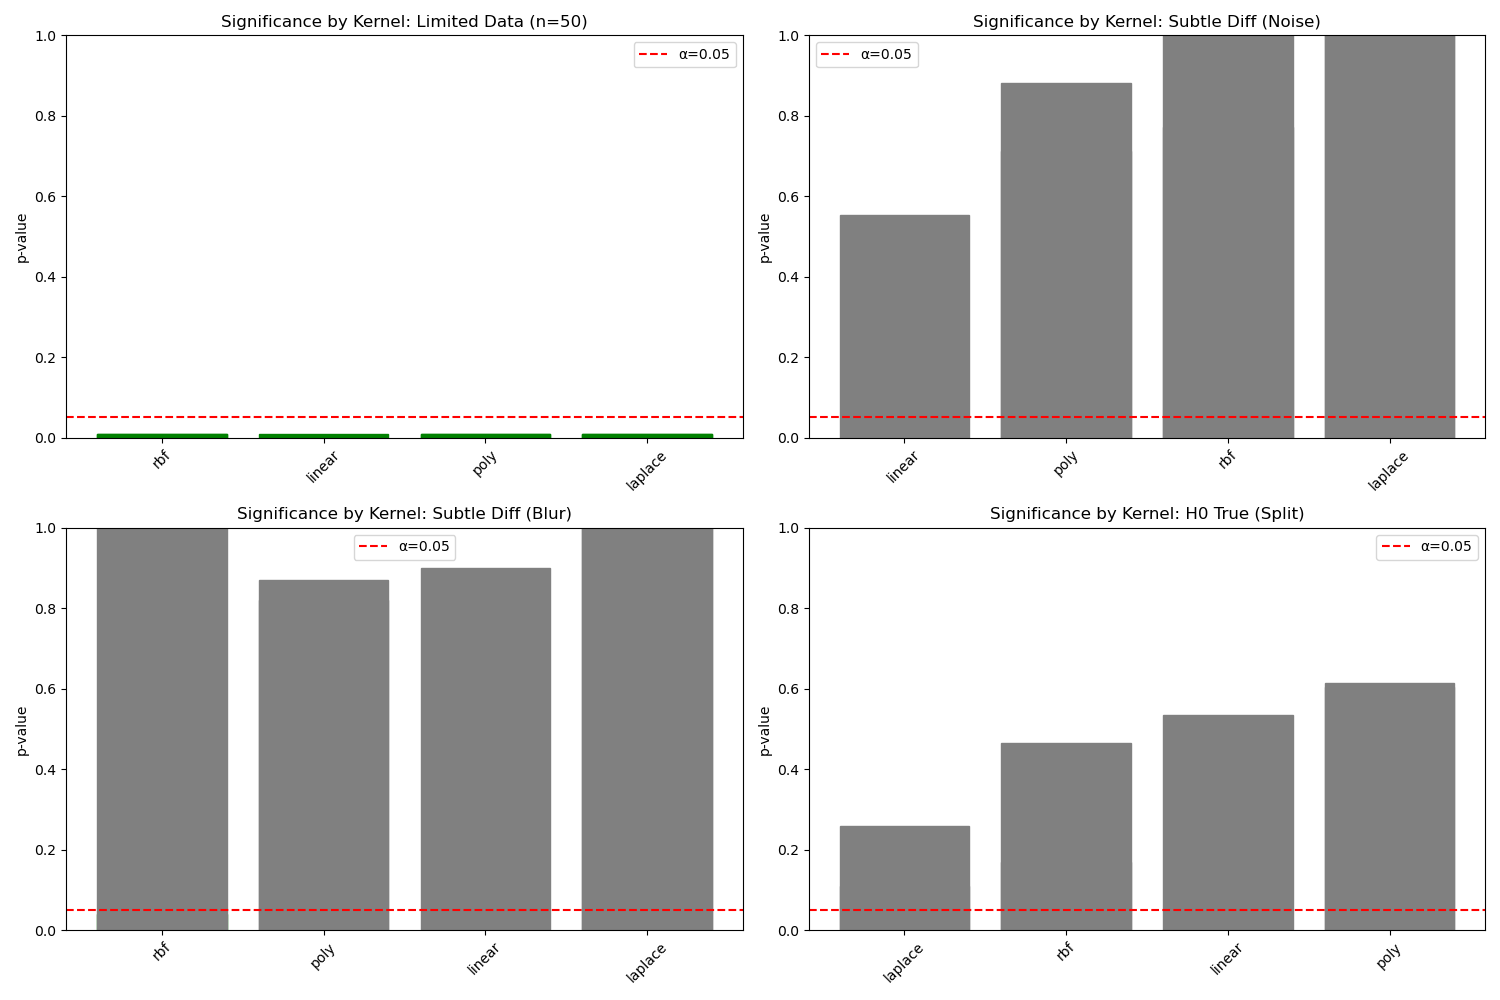 Significance by Kernel: Limited Data (n=50)
1.0
0.8
0.6
0.4
0.2
0.0
p-value
α=0.05
rbf
linear
poly
laplace
Significance by Kernel: Subtle Diff (Noise)
1.0
0.8
0.6
0.4
0.2
0.0
p-value
α=0.05
linear
poly
rbf
laplace
Significance by Kernel: Subtle Diff (Blur)
1.0
0.8
0.6
0.4
0.2
0.0
p-value
α=0.05
rbf
poly
linear
laplace
Significance by Kernel: H0 True (Split)
1.0
0.8
0.6
0.4
0.2
0.0
p-value
α=0.05
laplace
rbf
linear
poly